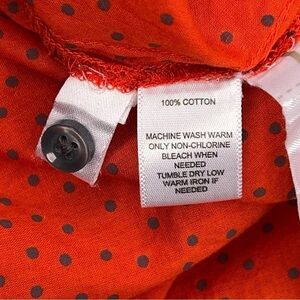 100% COTTON
MACHINE WASH WARM
ONLY NON-CHLORINE
BLEACH WHEN
NEEDED
TUMBLE DRY LOW
WARM IRON IF
NEEDED